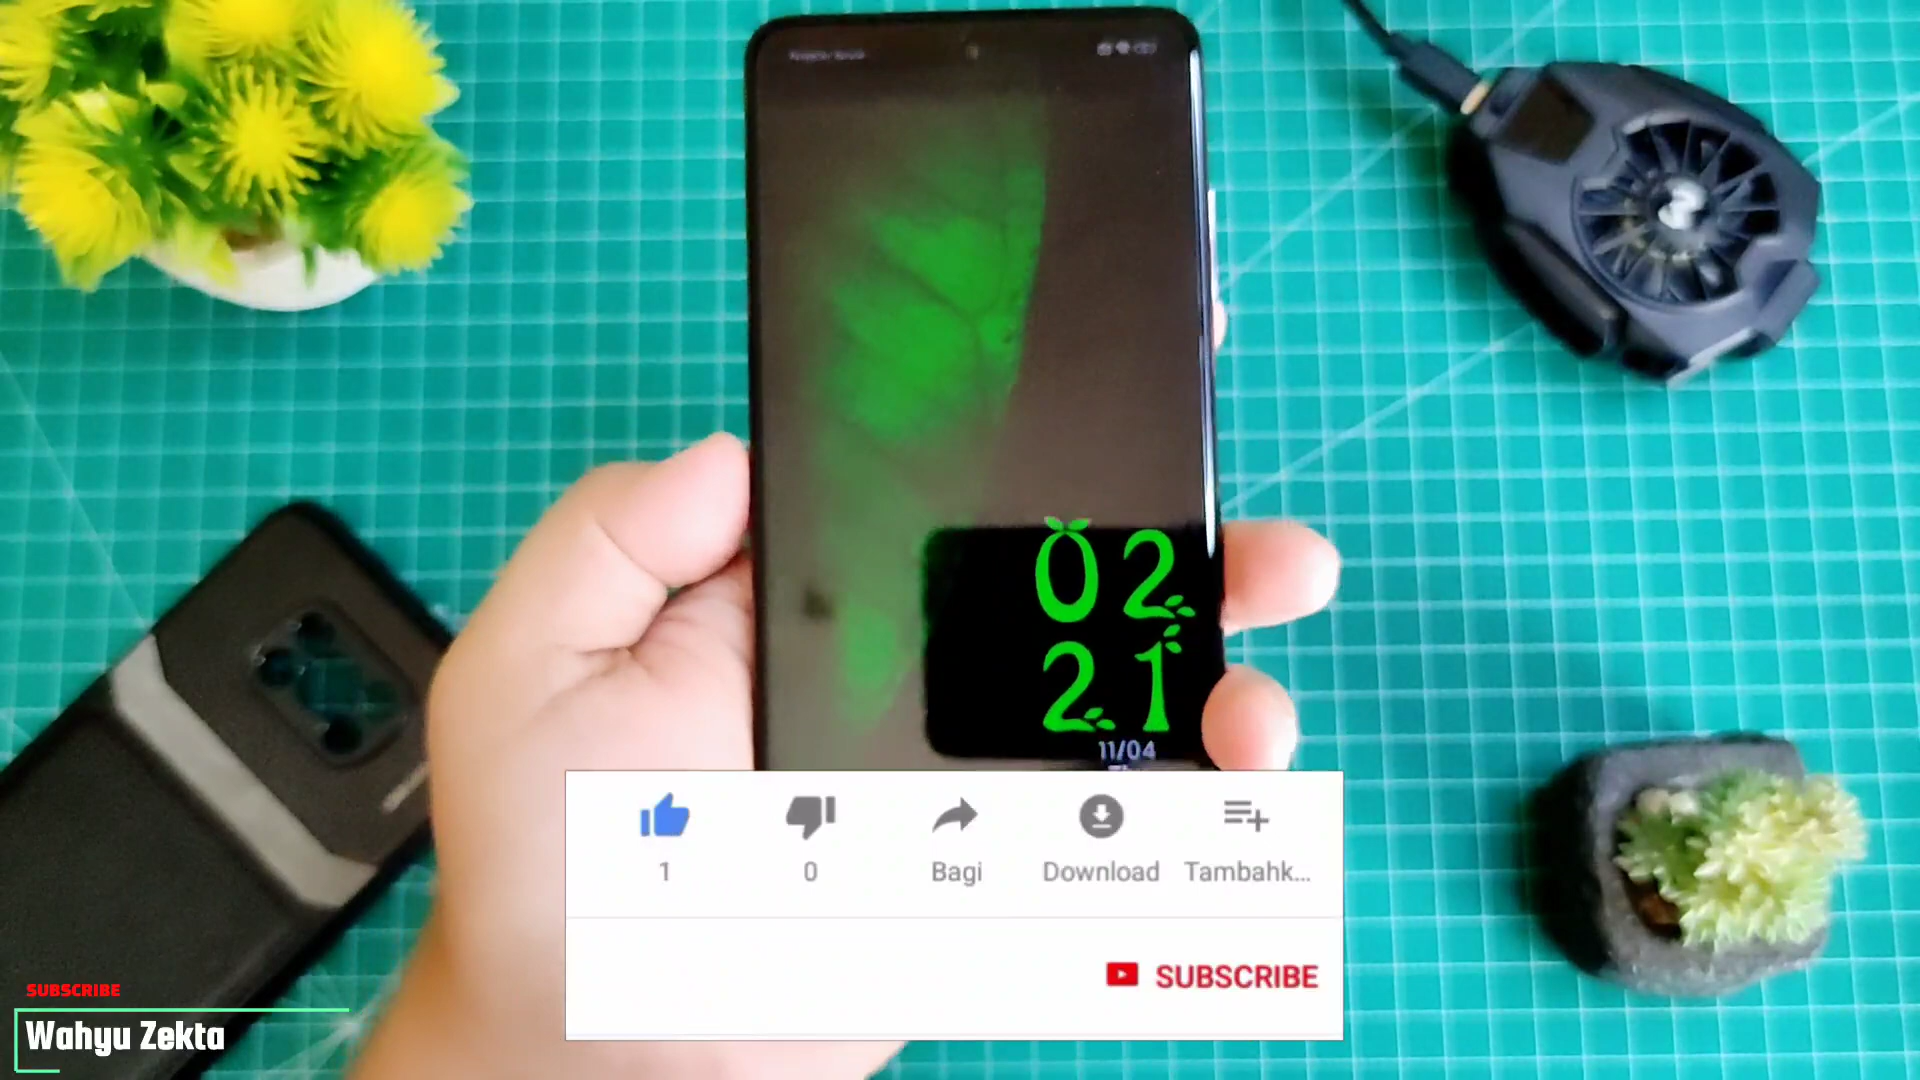 02
21
11/04
1
0
Bagi
Download
Tambahk...
SUBSCRIBE
SUBSCRIBE
Wahyu Zekta